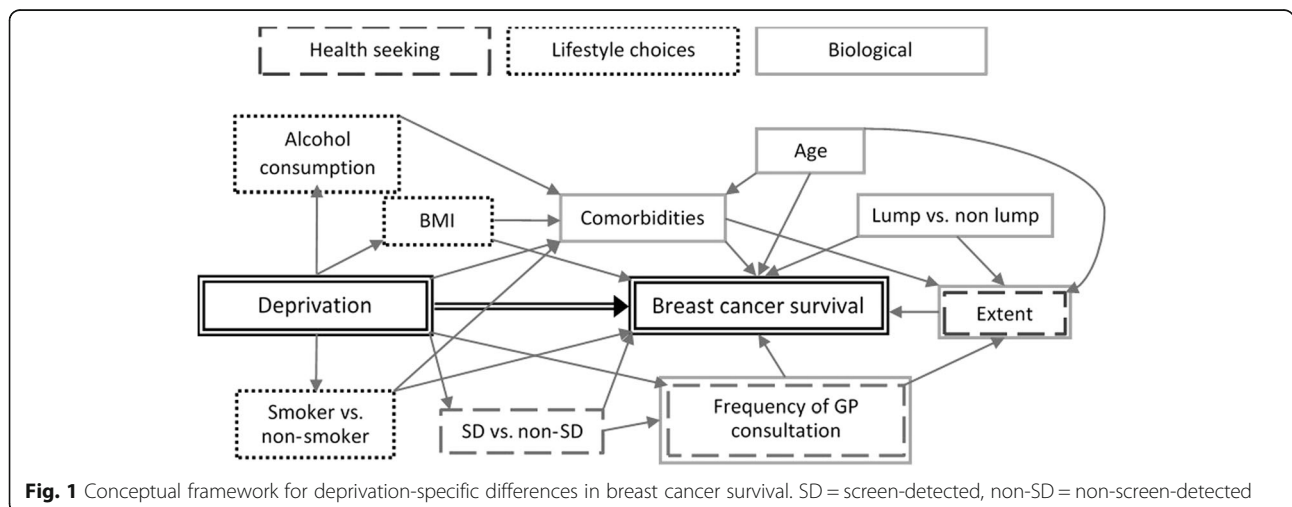 Health seeking
Lifestyle choices
Biological
Alcohol
consumption
Age
BMI
Comorbidities
Lump vs. non lump
Deprivation
Breast cancer survival
Extent
Smoker vs.
non-smoker
SD vs. non-SD
Frequency of GP
consultation
Fig. 1 Conceptual framework for deprivation-specific differences in breast cancer survival. SD = screen-detected, non-SD = non-screen-detected